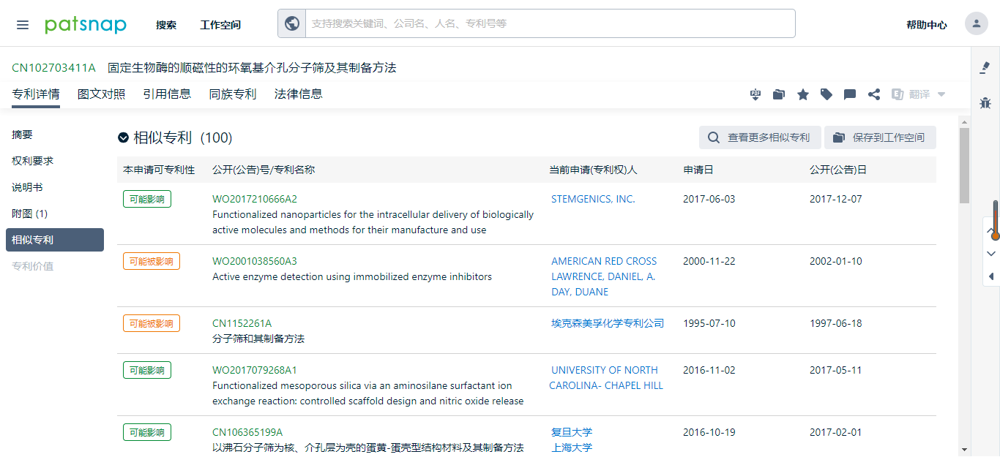 patsnap 搜索 工作空间 支持搜索关键词、公司名、人名、专利号等 帮助中心
CN102703411A 固定生物酶的顺磁性的环氧基介孔分子筛及其制备方法
专利详情 图文对照 引用信息 同族专利 法律信息 PDF 翻译
摘要
权利要求
说明书
附图 (1)
相似专利
专利价值
相似专利 (100) 查看更多相似专利 保存到工作空间
本申请可专利性 公开(公告)号/专利名称 当前申请(专利权)人 申请日 公开(公告)日
可能影响 WO2017210666A2 STEMGENICS, INC. 2017-06-03 2017-12-07
Functionalized nanoparticles for the intracellular delivery of biologically
active molecules and methods for their manufacture and use
可能被影响 WO2001038560A3 AMERICAN RED CROSS 2000-11-22 2002-01-10
Active enzyme detection using immobilized enzyme inhibitors LAWRENCE, DANIEL, A.
DAY, DUANE
可能被影响 CN1152261A 埃克森美孚化学专利公司 1995-07-10 1997-06-18
分子筛和其制备方法
可能影响 WO2017079268A1 UNIVERSITY OF NORTH 2016-11-02 2017-05-11
Functionalized mesoporous silica via an aminosilane surfactant ion CAROLINA- CHAPEL HILL
exchange reaction: controlled scaffold design and nitric oxide release
可能影响 CN106365199A 复旦大学 2016-10-19 2017-02-01
以沸石分子筛为核、介孔层为壳的蛋黄-蛋壳型结构材料及其制备方法 上海大学